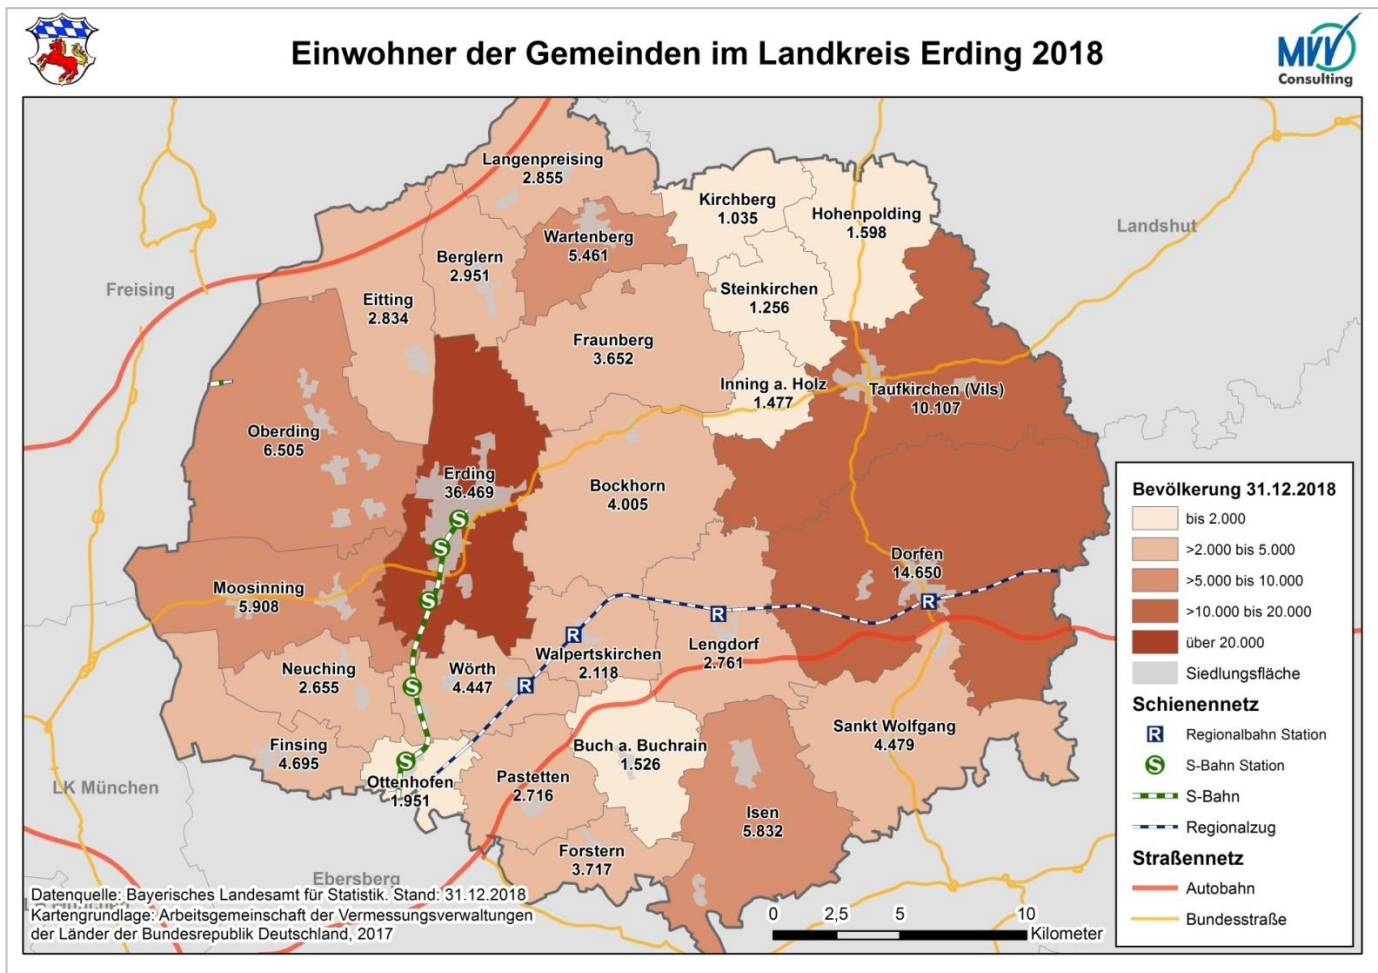 Einwohner der Gemeinden im Landkreis Erding 2018
MVV
Consulting
Langenpreising
2.855
Kirchberg
1.035
Hohenpolding
1.598
Landshut
Wartenberg
5.461
Berglern
2.951
Steinkirchen
1.256
Freising
Eitting
2.834
Fraunberg
3.652
Inning a. Holz
1.477
Taufkirchen (Vils)
10.107
Oberding
6.505
Erding
36.469
Bockhorn
4.005
S
S
S
S
S
Dorfen
14.650
R
R
R
R
Moosinning
5.908
Neuching
2.655
Wörth
4.447
Walpertskirchen
2.118
Lengdorf
2.761
Finsing
4.695
Ottenhofen
1.951
Pastetten
2.716
Buch a. Buchrain
1.526
Sankt Wolfgang
4.479
LK München
Isen
5.832
Forstern
3.717
Ebersberg
Bevölkerung 31.12.2018
bis 2.000
>2.000 bis 5.000
>5.000 bis 10.000
>10.000 bis 20.000
über 20.000
Siedlungsfläche
Schienennetz
R Regionalbahn Station
S S-Bahn Station
S-Bahn
Regionalzug
Straßennetz
Autobahn
Bundesstraße
Datenquelle: Bayerisches Landesamt für Statistik. Stand: 31.12.2018
Kartengrundlage: Arbeitsgemeinschaft der Vermessungsverwaltungen
der Länder der Bundesrepublik Deutschland, 2017
0 2,5 5 10
Kilometer